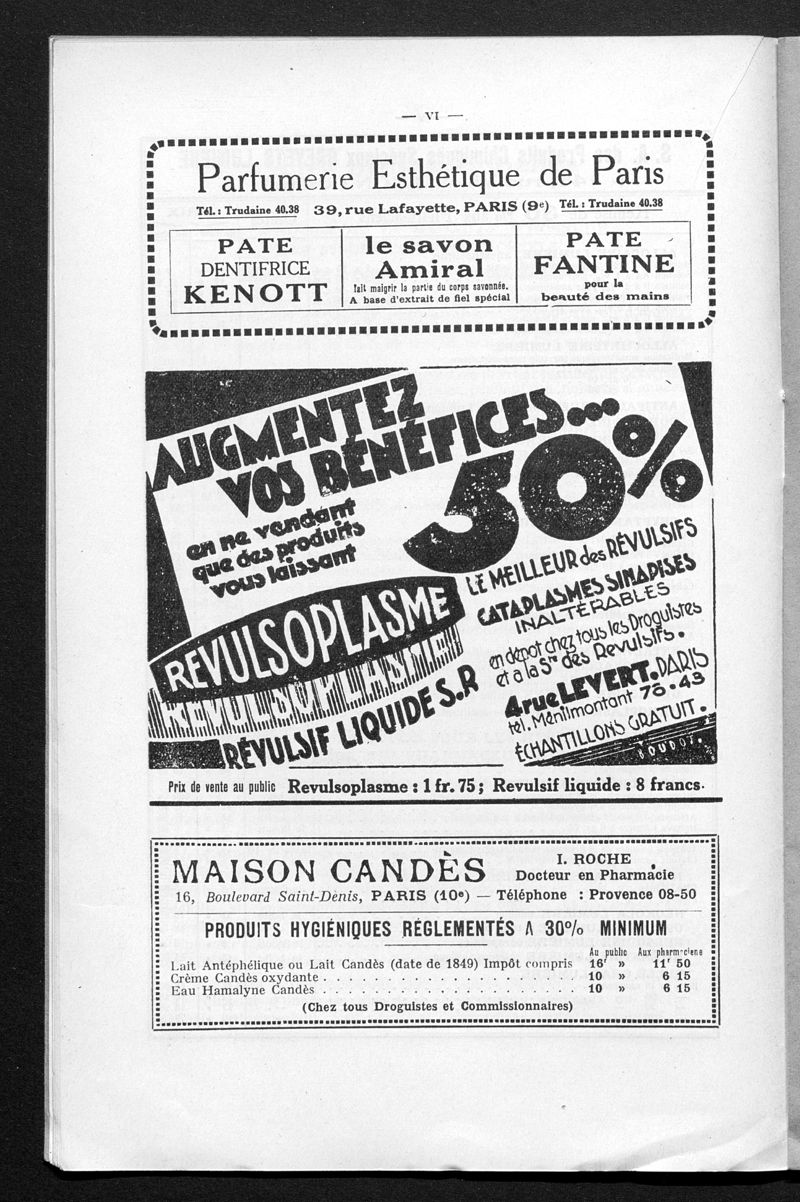 — VI —
Parfumerie Esthétique de Paris
Tél. : Trudaine 40.38 39, rue Lafayette, PARIS (9e) Tél. : Trudaine 40.38
PATE
DENTIFRICE
KENOTT
le savon
Amiral
fait maigrir la partie du corps savonnée.
A base d'extrait de fiel spécial
PATE
FANTINE
pour la
beauté des mains
AUGMENTEZ
VOS BÉNÉFICES...
50%
en ne vendant
que des produits
vous laissant
REVULSOPLASME
REVULSOPLASME
RÉVULSIF LIQUIDE S.R
LE MEILLEUR des RÉVULSIFS
CATAPLASMES SINAPISES
INALTÉRABLES
en dépot chez tous les Droguistes
et a la Sté des Revulsifs.
4 rue LEVERT. PARIS
tél. Ménilmontant 76-43
ÉCHANTILLONS GRATUIT.
Prix de vente au public Revulsoplasme : 1 fr. 75 ; Revulsif liquide : 8 francs.
MAISON CANDÈS
I. ROCHE
Docteur en Pharmacie
16, Boulevard Saint-Denis, PARIS (10e) — Téléphone : Provence 08-50
PRODUITS HYGIÉNIQUES RÉGLEMENTÉS A 30% MINIMUM
Au public Aux pharmaciens
Lait Antéphélique ou Lait Candès (date de 1849) Impôt compris 16f » 11f 50
Crème Candès oxydante . . . . . . . . . . . . . . . . . . . . 10 » 6 15
Eau Hamalyne Candès . . . . . . . . . . . . . . . . . . . . 10 » 6 15
(Chez tous Droguistes et Commissionnaires)